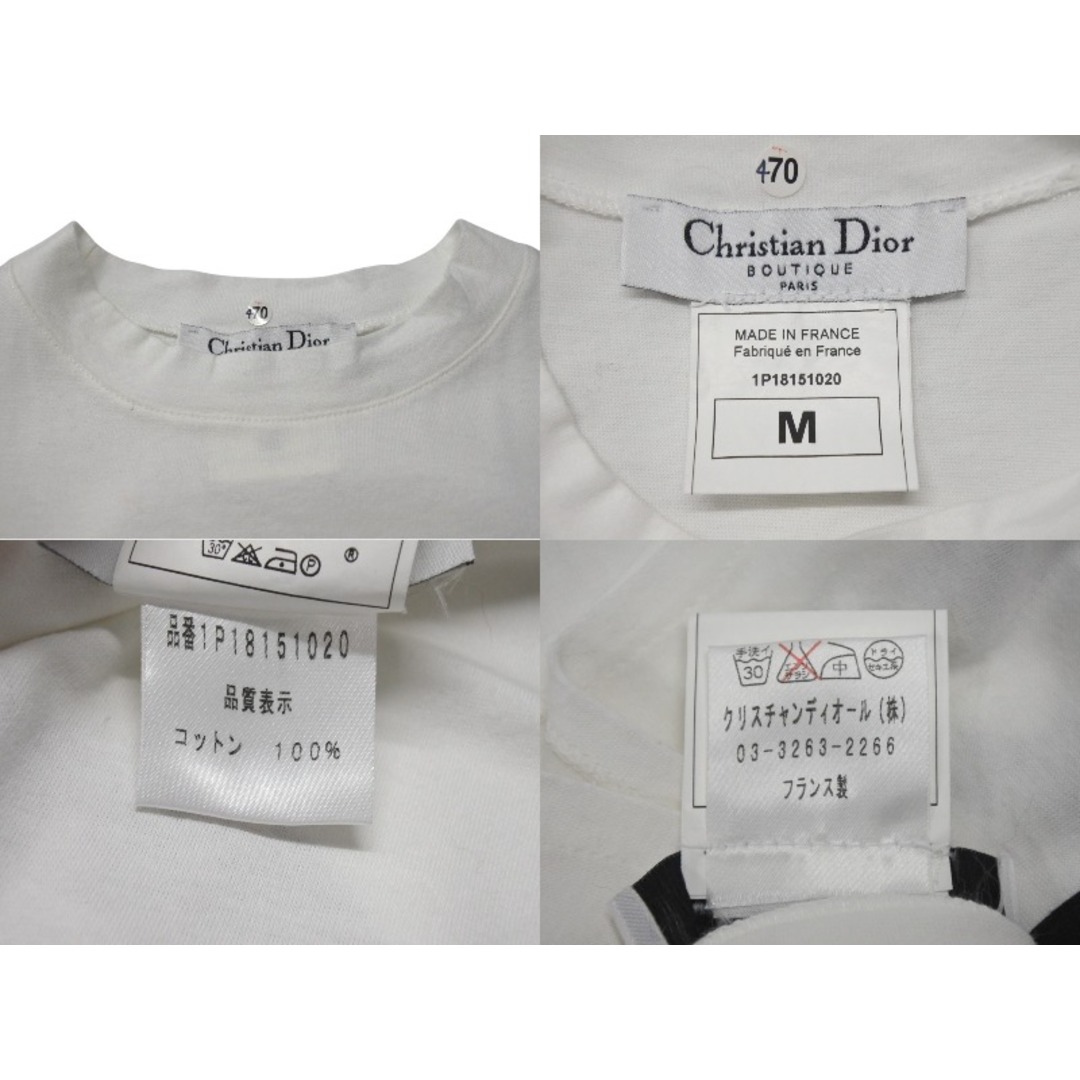 470
Christian Dior
470
Christian Dior
BOUTIQUE
PARIS
MADE IN FRANCE
Fabriqué en France
1P18151020
M
30° P ®
品番1P18151020
品質表示
コットン 100%
手洗イ
30
中
ドライ
セキユ系
クリスチャンディオール(株)
03-3263-2266
フランス製